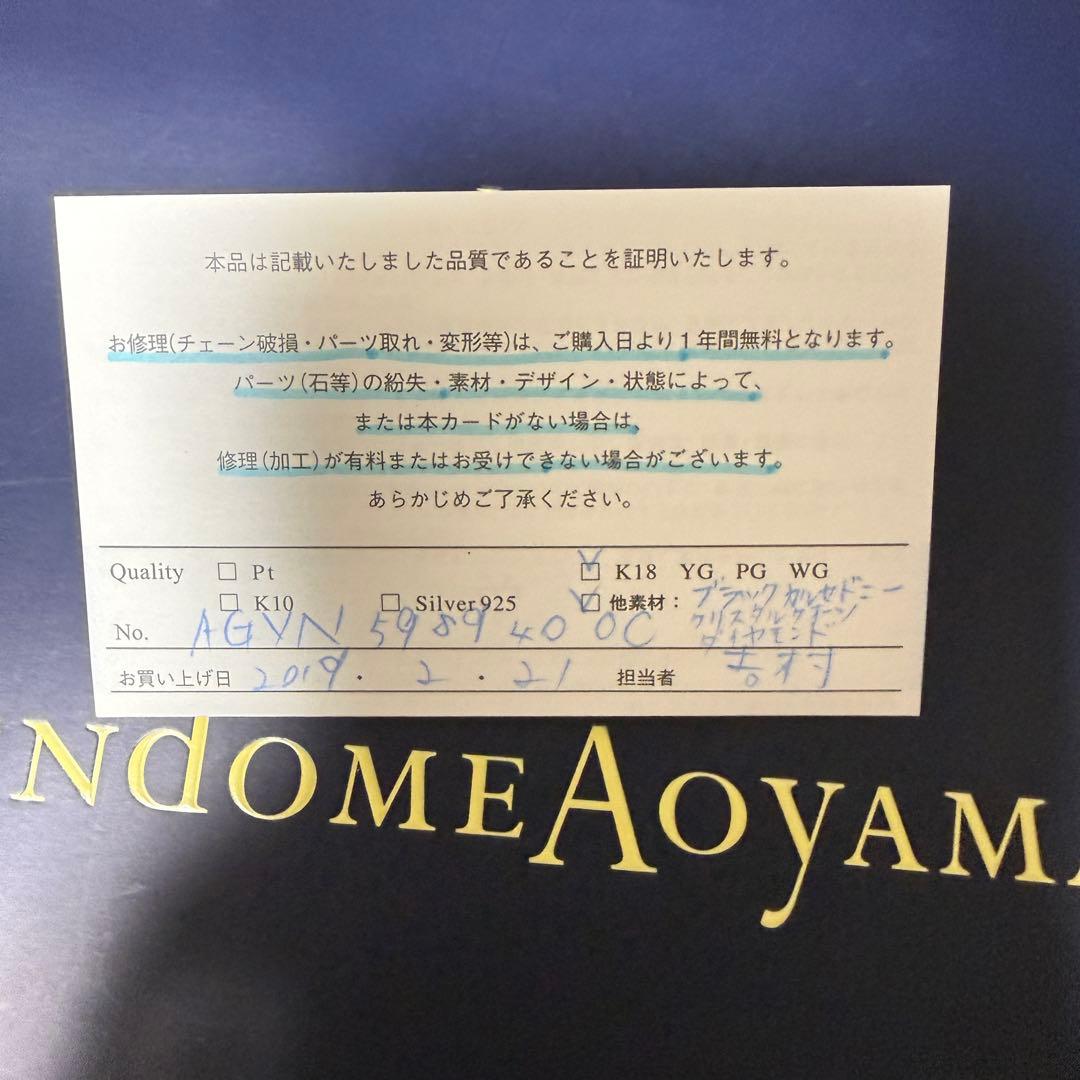 本品は記載いたしました品質であることを証明いたします。
お修理(チェーン破損・パーツ取れ・変形等)は、ご購入日より1年間無料となります。
パーツ(石等)の紛失・素材・デザイン・状態によって、
または本カードがない場合は、
修理(加工)が有料またはお受けできない場合がございます。
あらかじめご了承ください。
Quality □ Pt ☑ K18 YG PG WG
□ K10 □ Silver925 ☑ 他素材: ブラックカルセドニー
クリスタルクオーツ
ダイヤモンド
No. AGVN 5989 40 0C
お買い上げ日 2019・2・21 担当者 吉村
NDOMEAOYAMA